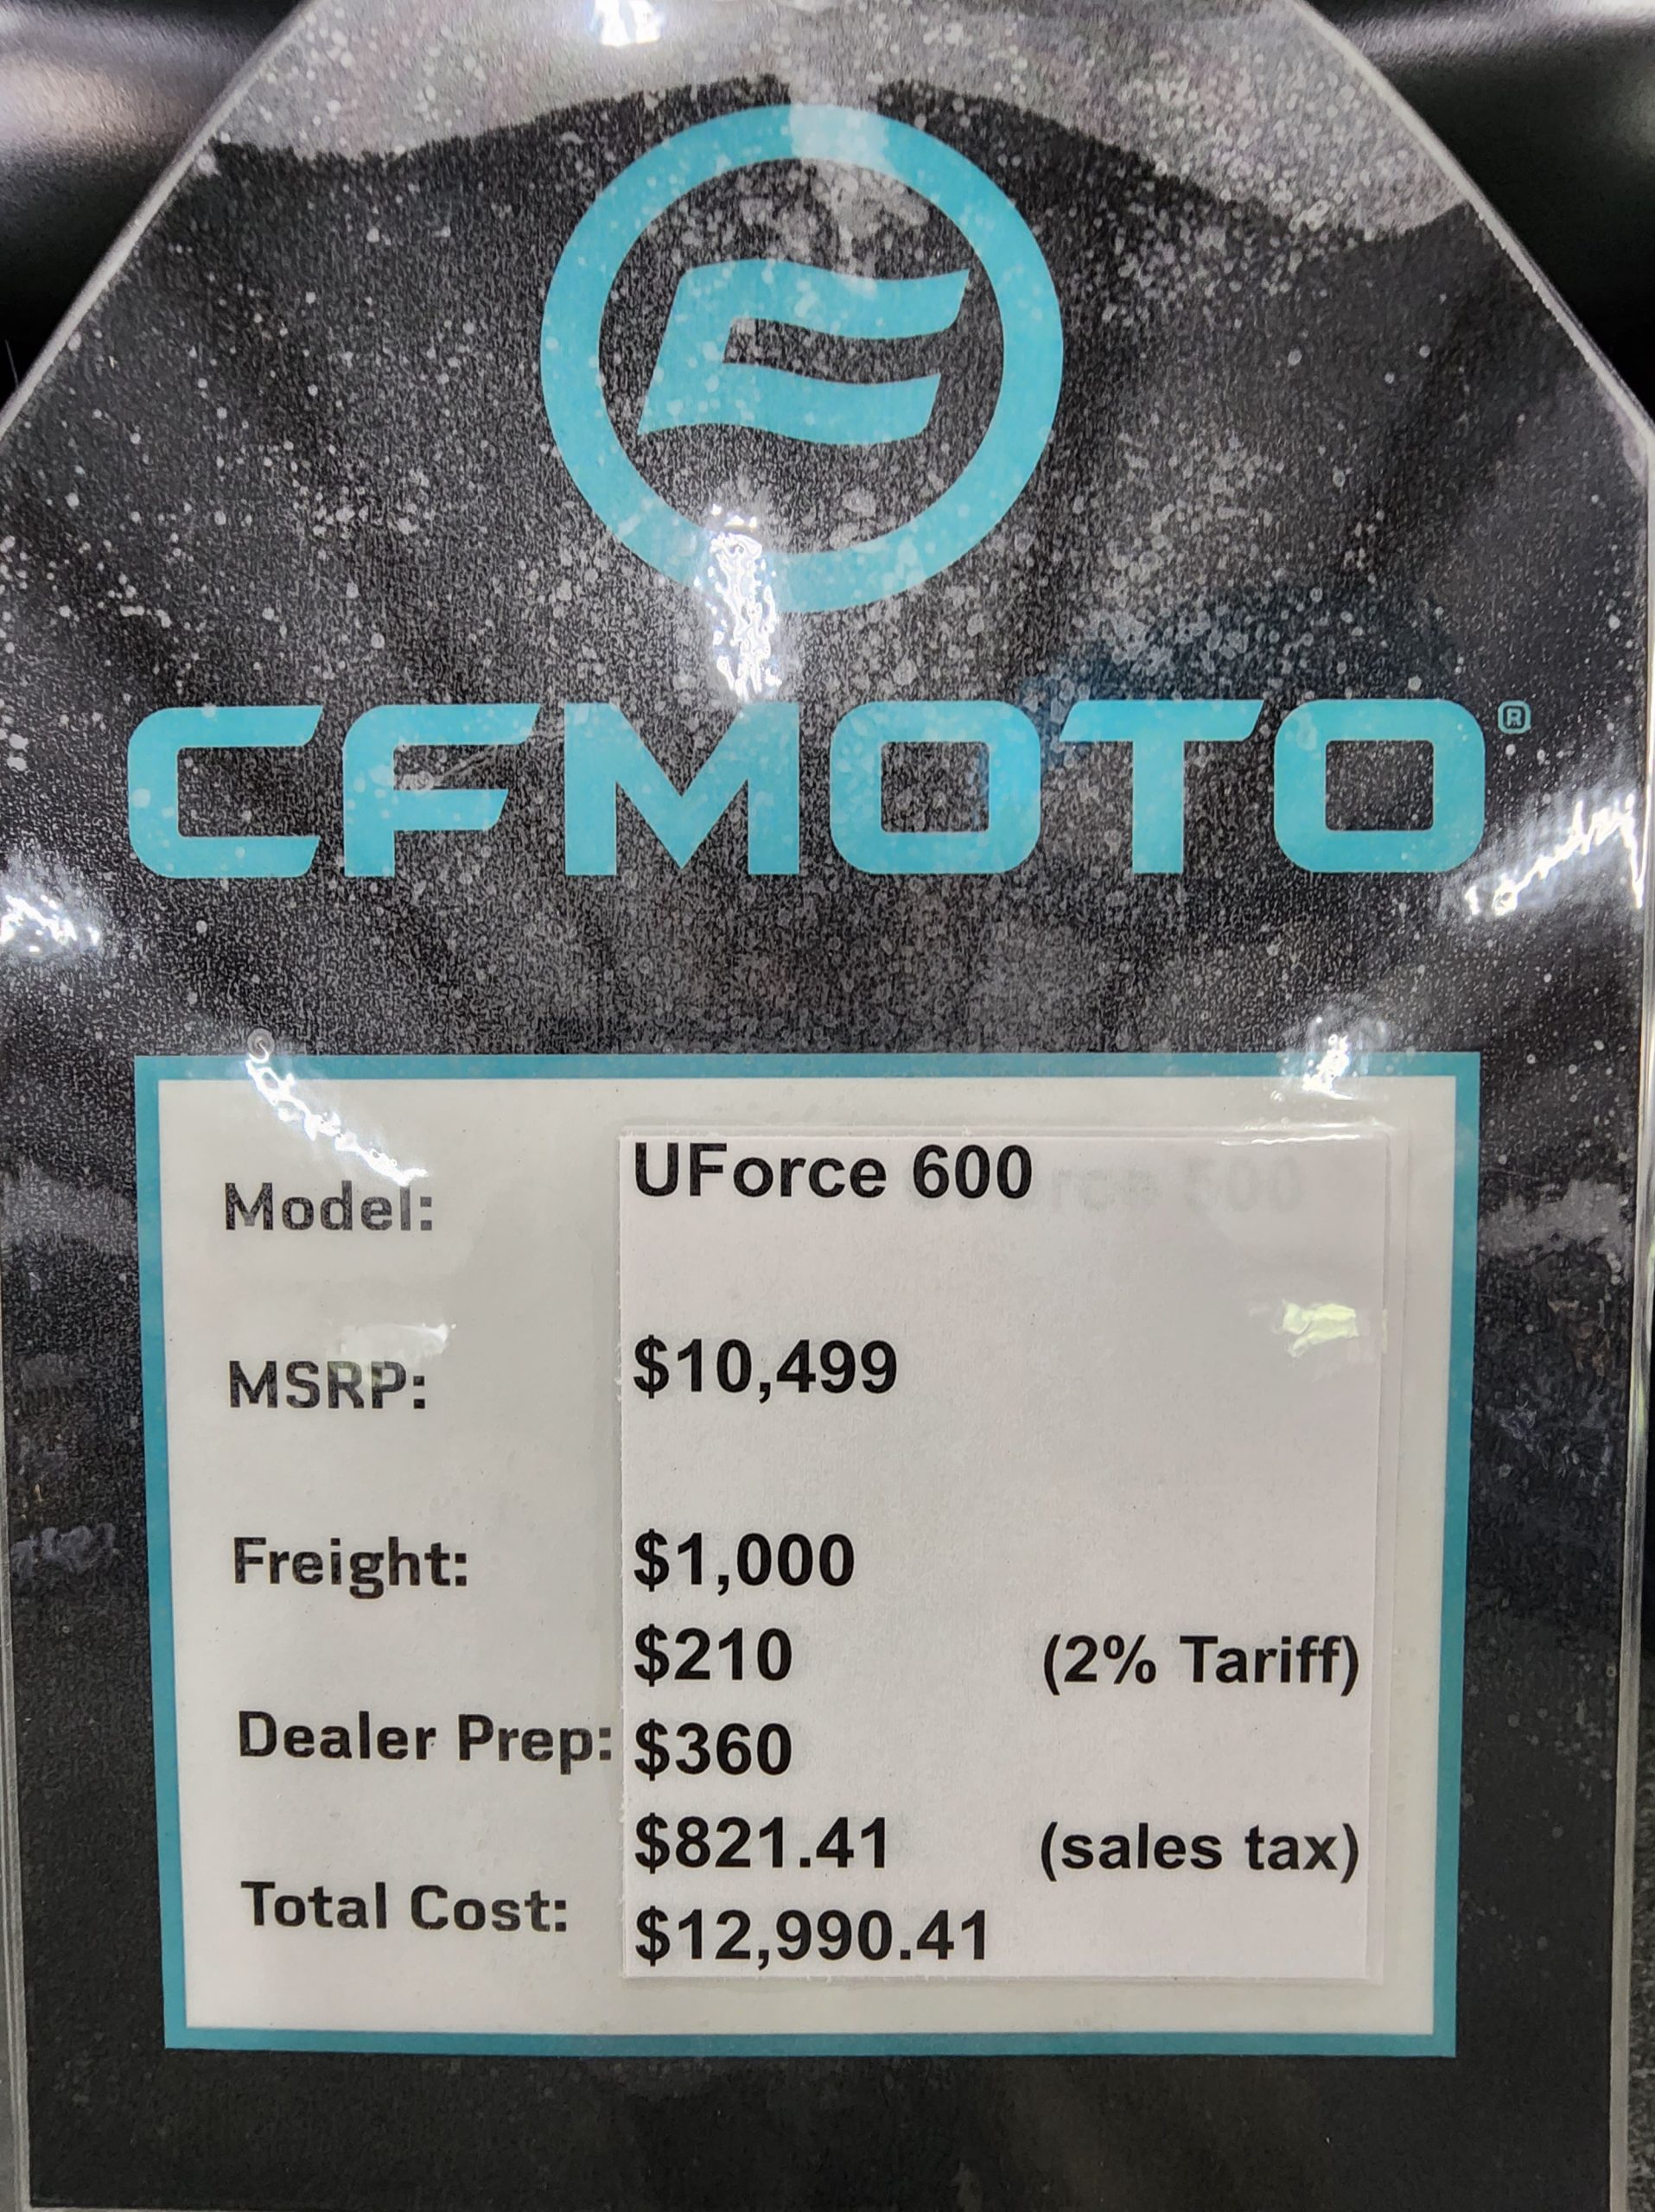 CFMOTO®
Model: UForce 600
MSRP: $10,499
Freight: $1,000
$210 (2% Tariff)
Dealer Prep: $360
$821.41 (sales tax)
Total Cost: $12,990.41